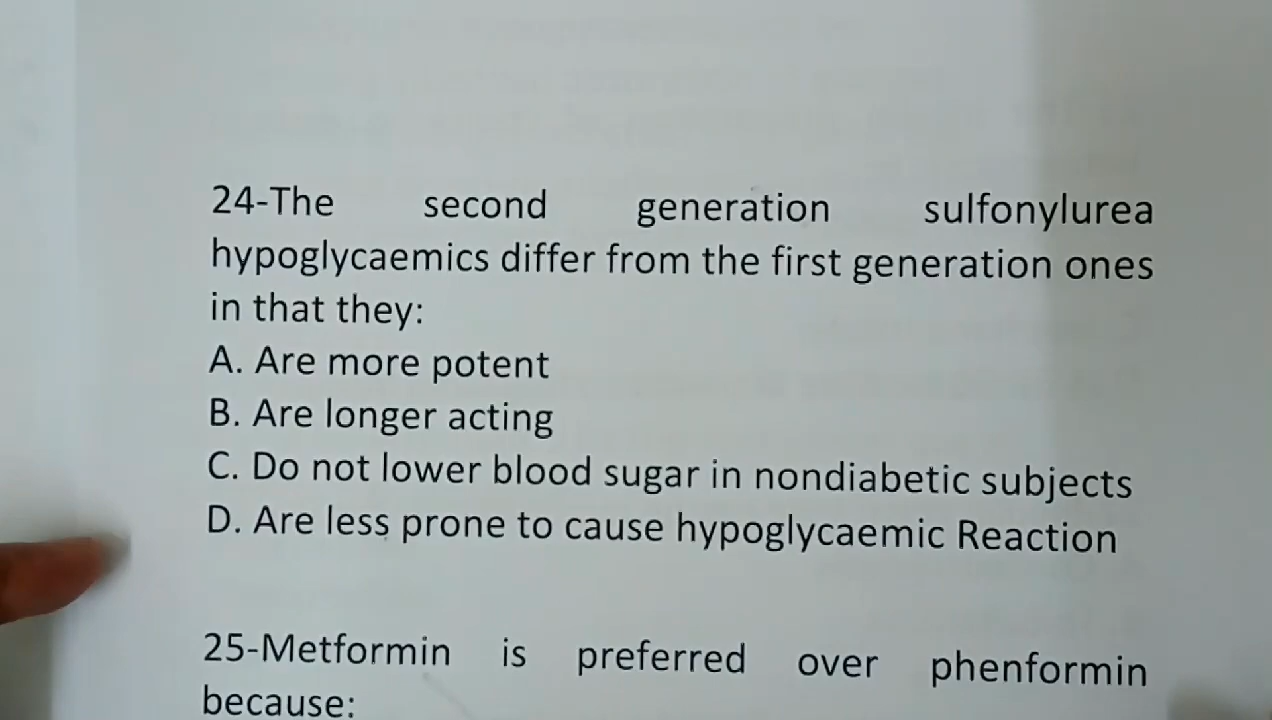 24-The second generation sulfonylurea
hypoglycaemics differ from the first generation ones
in that they:
A. Are more potent
B. Are longer acting
C. Do not lower blood sugar in nondiabetic subjects
D. Are less prone to cause hypoglycaemic Reaction
25-Metformin is preferred over phenformin
because: